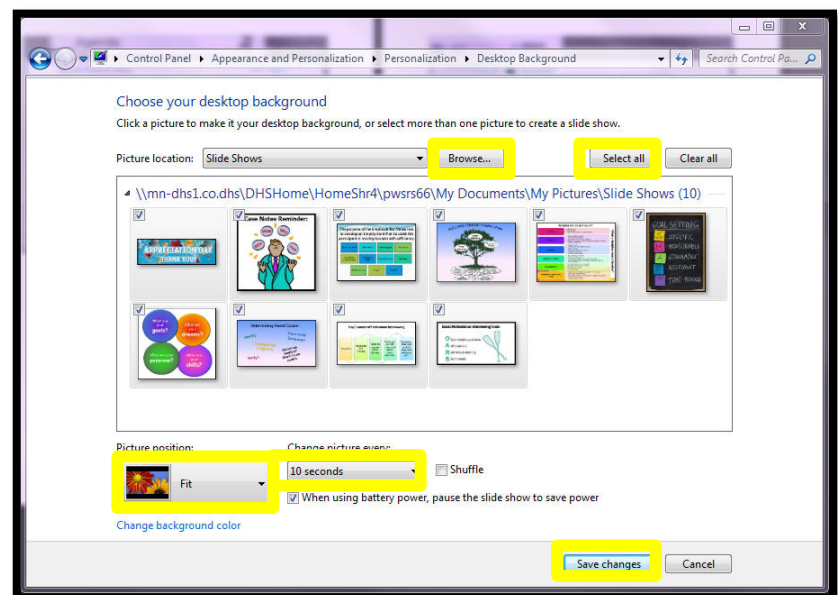 Control Panel ▸ Appearance and Personalization ▸ Personalization ▸ Desktop Background
Search Control Pa...
Choose your desktop background
Click a picture to make it your desktop background, or select more than one picture to create a slide show.
Picture location: Slide Shows Browse... Select all Clear all
\\mn-dhs1.co.dhs\DHSHome\HomeShr4\pwsrs66\My Documents\My Pictures\Slide Shows (10)
APPRECIATION DAY
THANK YOU!
Case Notes Reminder:
GOAL SETTING
SPECIFIC
MEASURABLE
ATTAINABLE
RELEVANT
TIME-BOUND
goals?
dreams?
skills?
Picture position: Change picture every:
Fit 10 seconds Shuffle
When using battery power, pause the slide show to save power
Change background color
Save changes Cancel